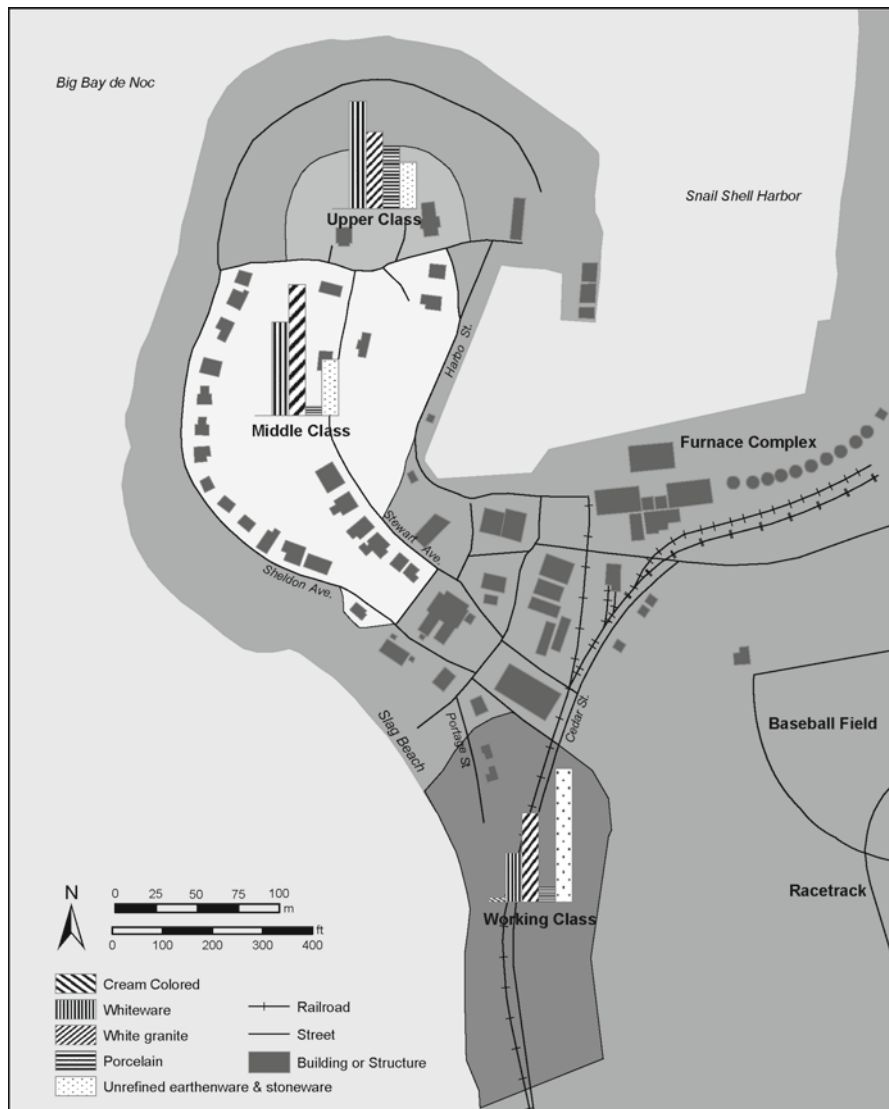 Big Bay de Noc
Snail Shell Harbor
Upper Class
Harbo St.
Middle Class
Furnace Complex
Stewart Ave.
Sheldon Ave.
Slag Beach
Portage St
Cedar St.
Baseball Field
Racetrack
Working Class
N
0 25 50 75 100
m
ft
0 100 200 300 400
Cream Colored
Whiteware
White granite
Porcelain
Unrefined earthenware & stoneware
Railroad
Street
Building or Structure